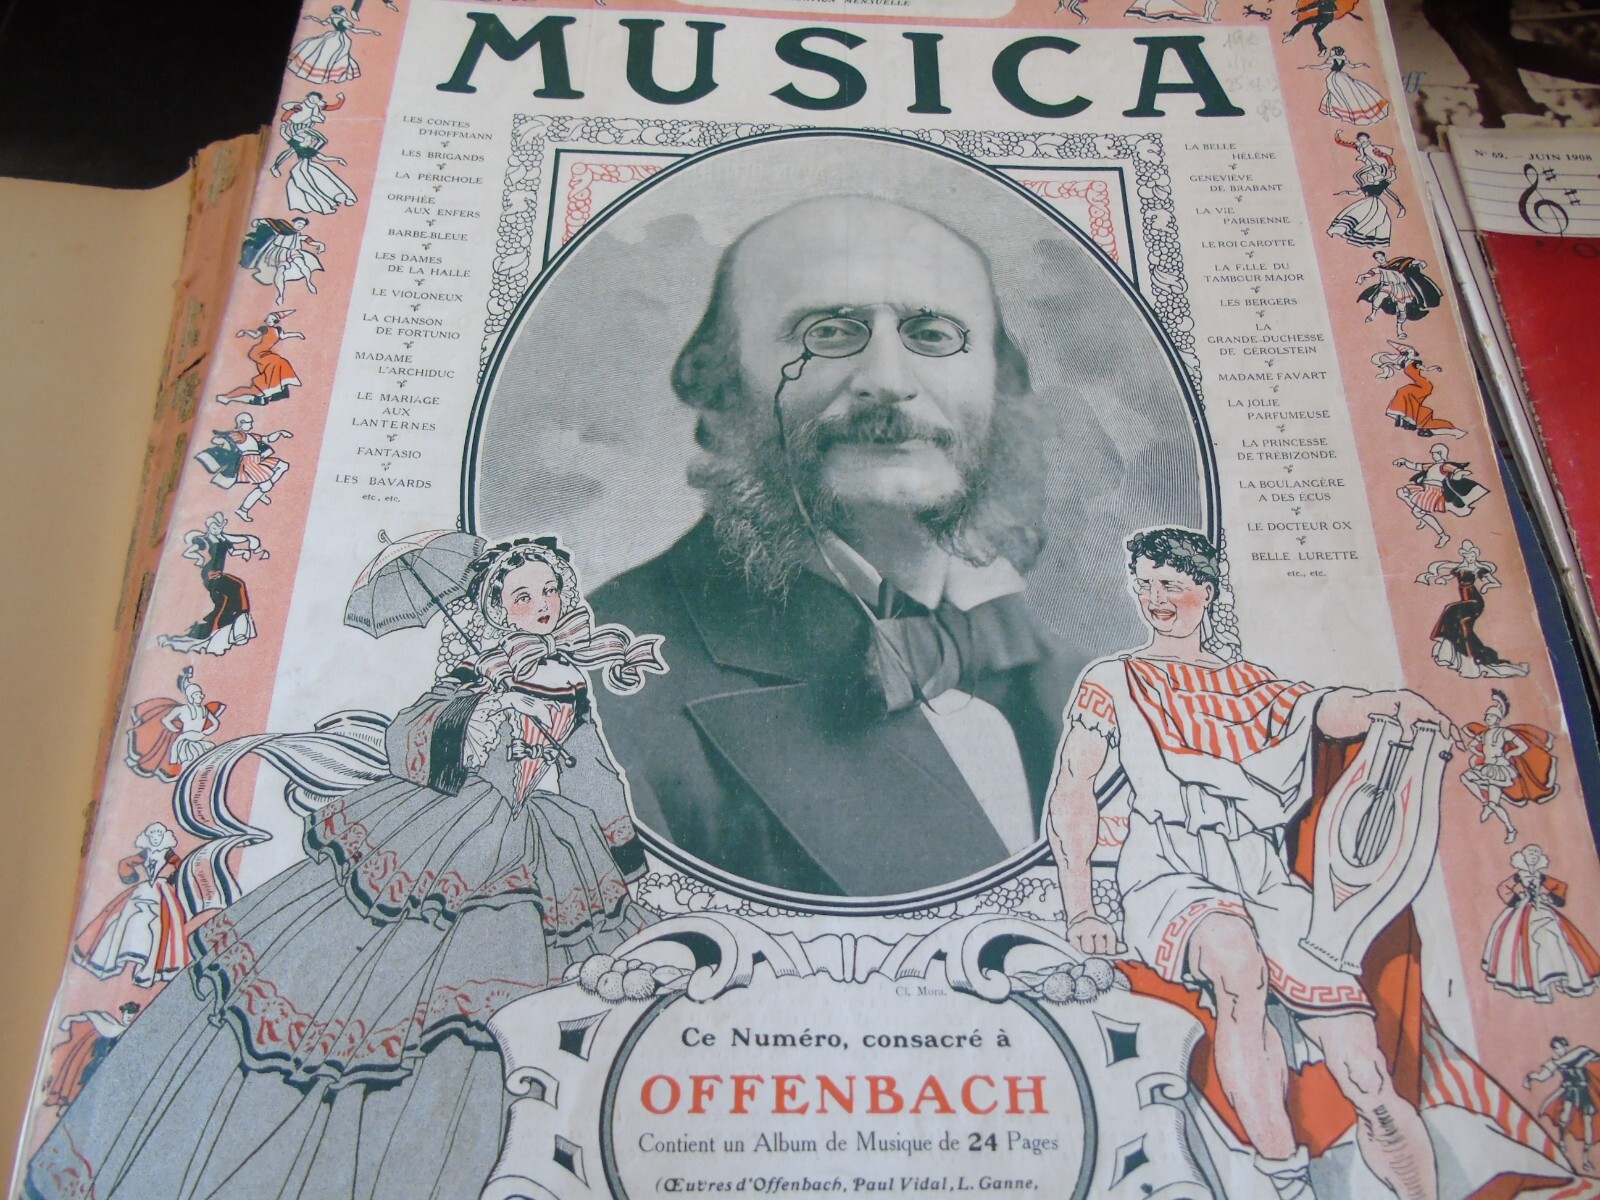 MENSUELLE
MUSICA
LES CONTES
D'HOFFMANN
LES BRIGANDS
LA PÉRICHOLE
ORPHÉE
AUX ENFERS
BARBE-BLEUE
LES DAMES
DE LA HALLE
LE VIOLONEUX
LA CHANSON
DE FORTUNIO
MADAME
L'ARCHIDUC
LE MARIAGE
AUX
LANTERNES
FANTASIO
LES BAVARDS
etc., etc.
LA BELLE
HÉLÈNE
GENEVIÈVE
DE BRABANT
LA VIE
PARISIENNE
LE ROI CAROTTE
LA FILLE DU
TAMBOUR-MAJOR
LES BERGERS
LA
GRANDE-DUCHESSE
DE GÉROLSTEIN
MADAME FAVART
LA JOLIE
PARFUMEUSE
LA PRINCESSE
DE TRÉBIZONDE
LA BOULANGÈRE
A DES ÉCUS
LE DOCTEUR OX
BELLE LURETTE
etc., etc.
Cl. Mora.
Ce Numéro, consacré à
OFFENBACH
Contient un Album de Musique de 24 Pages
(Œuvres d'Offenbach, Paul Vidal, L. Ganne,
N° 69. — JUIN 1908